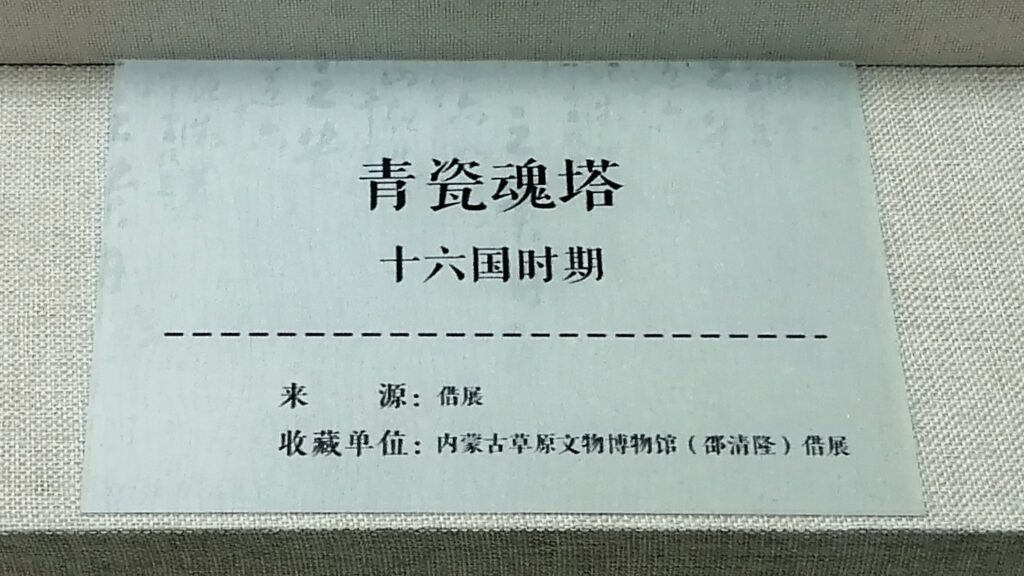 青瓷魂塔
十六国时期
来 源：借展
收藏单位：内蒙古草原文物博物馆（邵清隆）借展